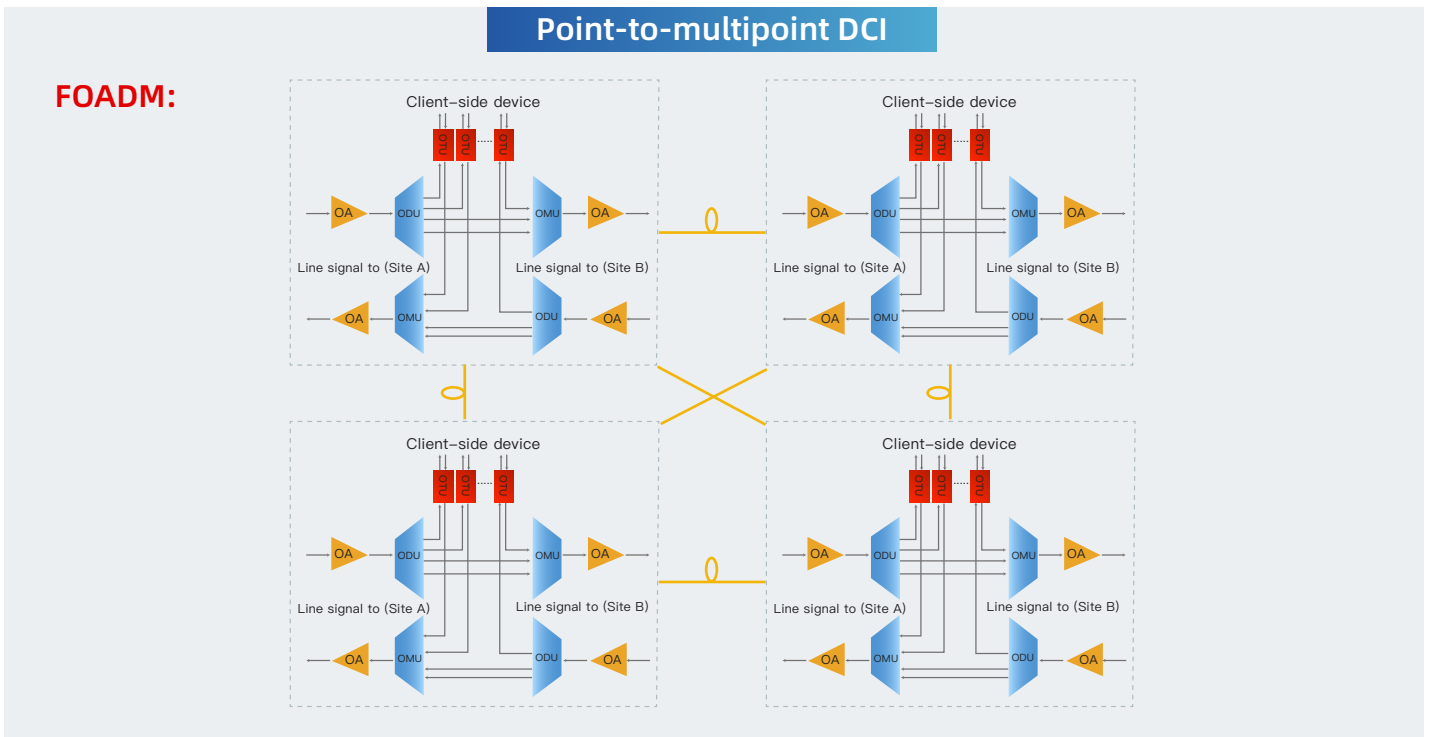 Point-to-multipoint DCI
FOADM:
Client-side device
OTU OTU OTU
OA ODU OMU OA
Line signal to (Site A) Line signal to (Site B)
OA OMU ODU OA
Client-side device
OTU OTU OTU
OA ODU OMU OA
Line signal to (Site A) Line signal to (Site B)
OA OMU ODU OA
Client-side device
OTU OTU OTU
OA ODU OMU OA
Line signal to (Site A) Line signal to (Site B)
OA OMU ODU OA
Client-side device
OTU OTU OTU
OA ODU OMU OA
Line signal to (Site A) Line signal to (Site B)
OA OMU ODU OA